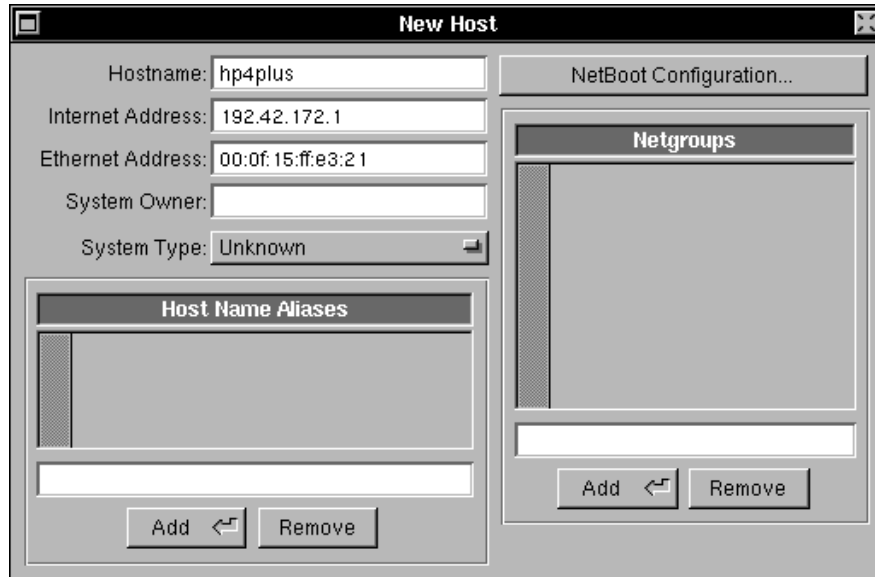 New Host
Hostname: hp4plus
NetBoot Configuration...
Internet Address: 192.42.172.1
Ethernet Address: 00:0f:15:ff:e3:21
System Owner:
System Type: Unknown
Netgroups
Host Name Aliases
Add Remove
Add Remove